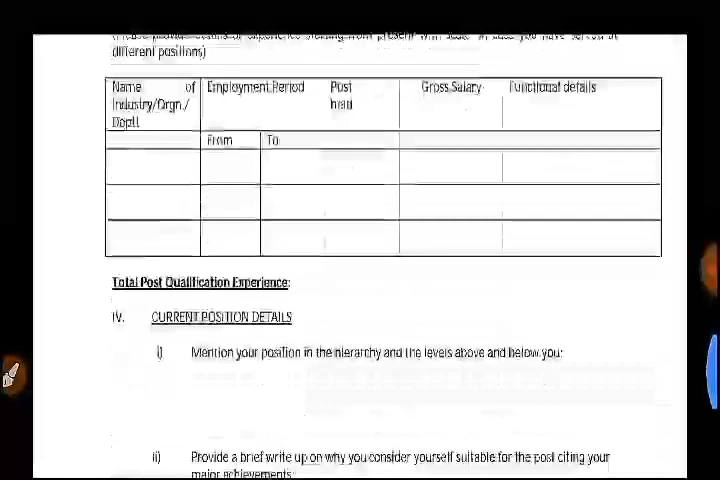 different positions)
Name of Employment Period Post Gross Salary Functional details
Industry/Orgn./ held
Deptt
From To
Total Post Qualification Experience:
IV. CURRENT POSITION DETAILS
i) Mention your position in the hierarchy and the levels above and below you:
ii) Provide a brief write up on why you consider yourself suitable for the post citing your
major achievements: